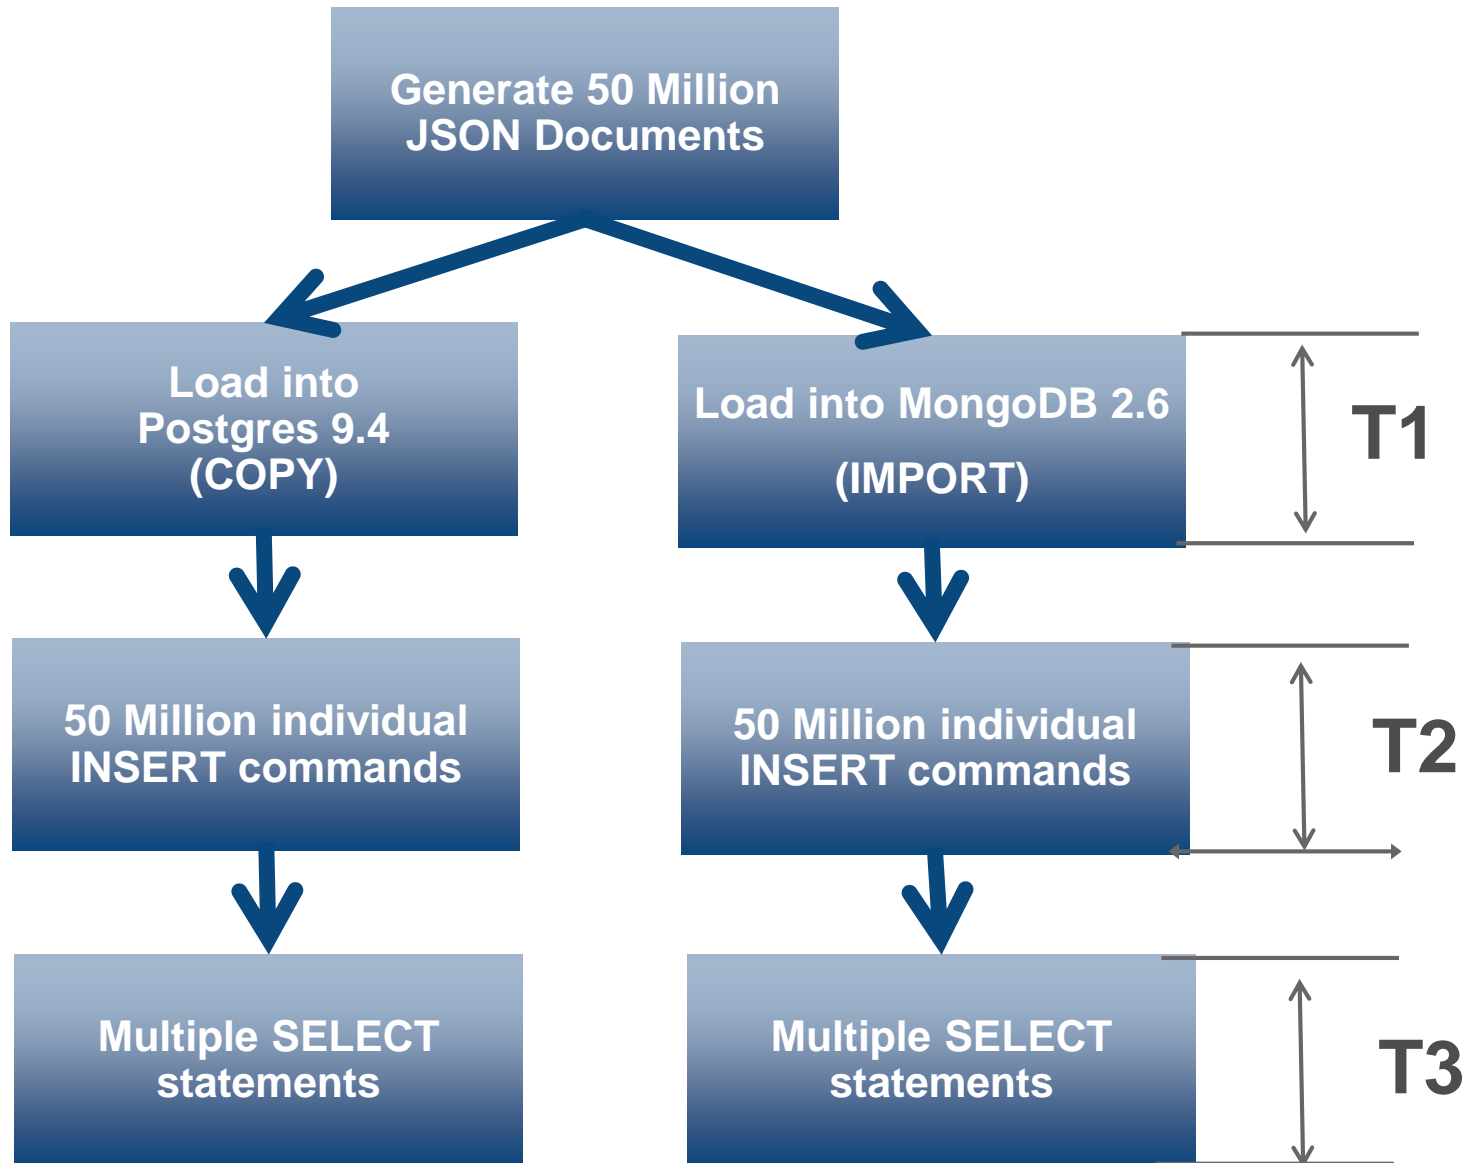 Generate 50 Million
JSON Documents
Load into
Postgres 9.4
(COPY)
Load into MongoDB 2.6
(IMPORT)
T1
50 Million individual
INSERT commands
50 Million individual
INSERT commands
T2
Multiple SELECT
statements
Multiple SELECT
statements
T3